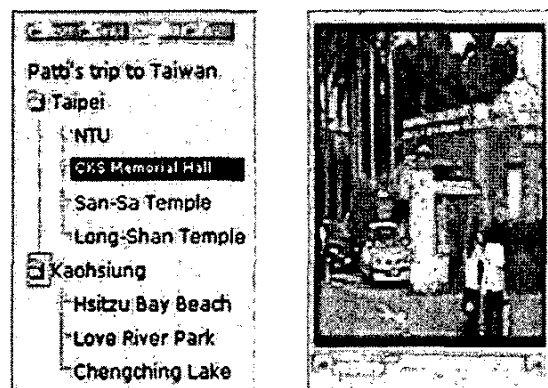 Patti's trip to Taiwan
Taipei
NTU
CKS Memorial Hall
San-Sa Temple
Long-Shan Temple
Kaohsiung
Hsitzu Bay Beach
Love River Park
Chengching Lake